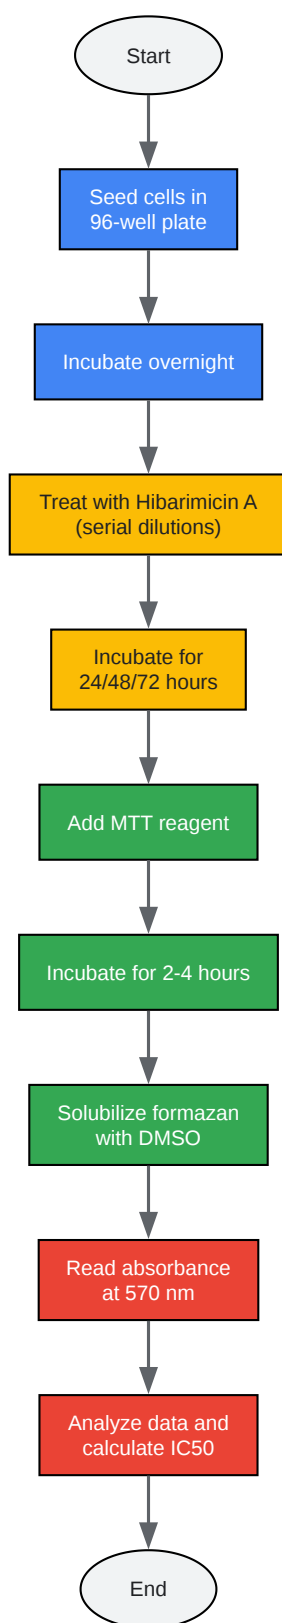 Start
Seed cells in
96-well plate
Incubate overnight
Treat with Hibarimicin A
(serial dilutions)
Incubate for
24/48/72 hours
Add MTT reagent
Incubate for 2-4 hours
Solubilize formazan
with DMSO
Read absorbance
at 570 nm
Analyze data and
calculate IC50
End